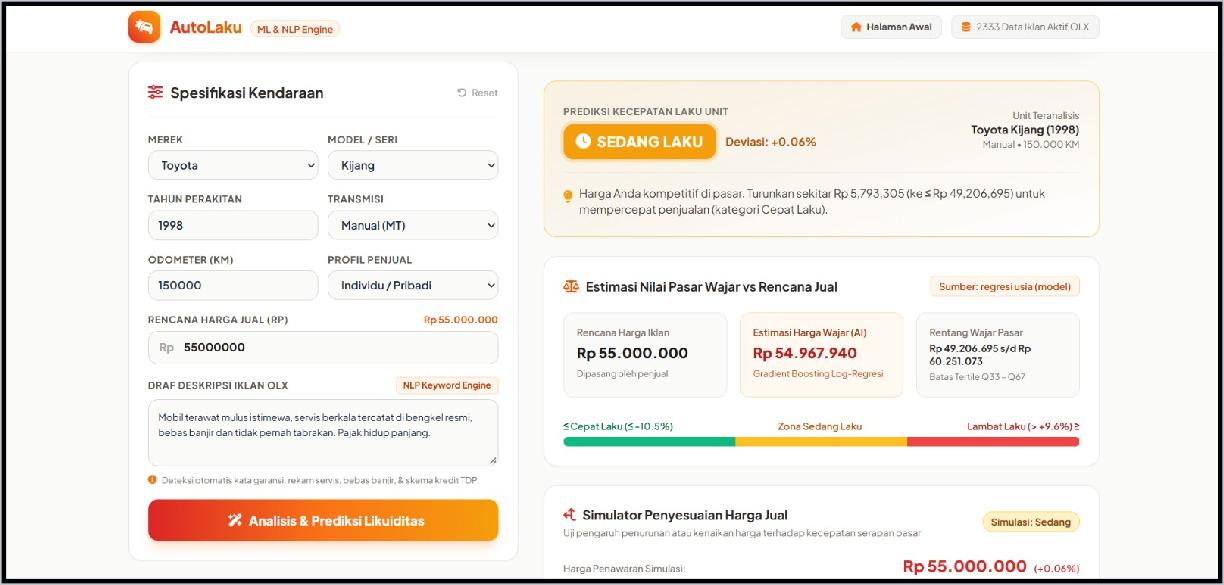 AutoLaku ML & NLP Engine
Halaman Awal
2333 Data Iklan Aktif OLX
Spesifikasi Kendaraan
Reset
MEREK
MODEL / SERI
Toyota
Kijang
TAHUN PERAKITAN
TRANSMISI
1998
Manual (MT)
ODOMETER (KM)
PROFIL PENJUAL
150000
Individu / Pribadi
RENCANA HARGA JUAL (RP)
Rp 55.000.000
Rp 55000000
DRAF DESKRIPSI IKLAN OLX
NLP Keyword Engine
Mobil terawat mulus istimewa, servis berkala tercatat di bengkel resmi,
bebas banjir dan tidak pernah tabrakan. Pajak hidup panjang.
Deteksi otomatis kata garansi, rekam servis, bebas banjir, & skema kredit TDP
Analisis & Prediksi Likuiditas
PREDIKSI KECEPATAN LAKU UNIT
SEDANG LAKU
Deviasi: +0.06%
Unit Teranalisis
Toyota Kijang (1998)
Manual • 150.000 KM
Harga Anda kompetitif di pasar. Turunkan sekitar Rp 5,793,305 (ke ≤ Rp 49,206,695) untuk
mempercepat penjualan (kategori Cepat Laku).
Estimasi Nilai Pasar Wajar vs Rencana Jual
Sumber: regresi usia (model)
Rencana Harga Iklan
Rp 55.000.000
Dipasang oleh penjual
Estimasi Harga Wajar (AI)
Rp 54.967.940
Gradient Boosting Log-Regresi
Rentang Wajar Pasar
Rp 49.206.695 s/d Rp
60.251.073
Batas Tertile Q33 – Q67
≤ Cepat Laku (≤ -10.5%)
Zona Sedang Laku
Lambat Laku (> +9.6%) ≥
Simulator Penyesuaian Harga Jual
Uji pengaruh penurunan atau kenaikan harga terhadap kecepatan serapan pasar
Simulasi: Sedang
Harga Penawaran Simulasi:
Rp 55.000.000 (+0.06%)